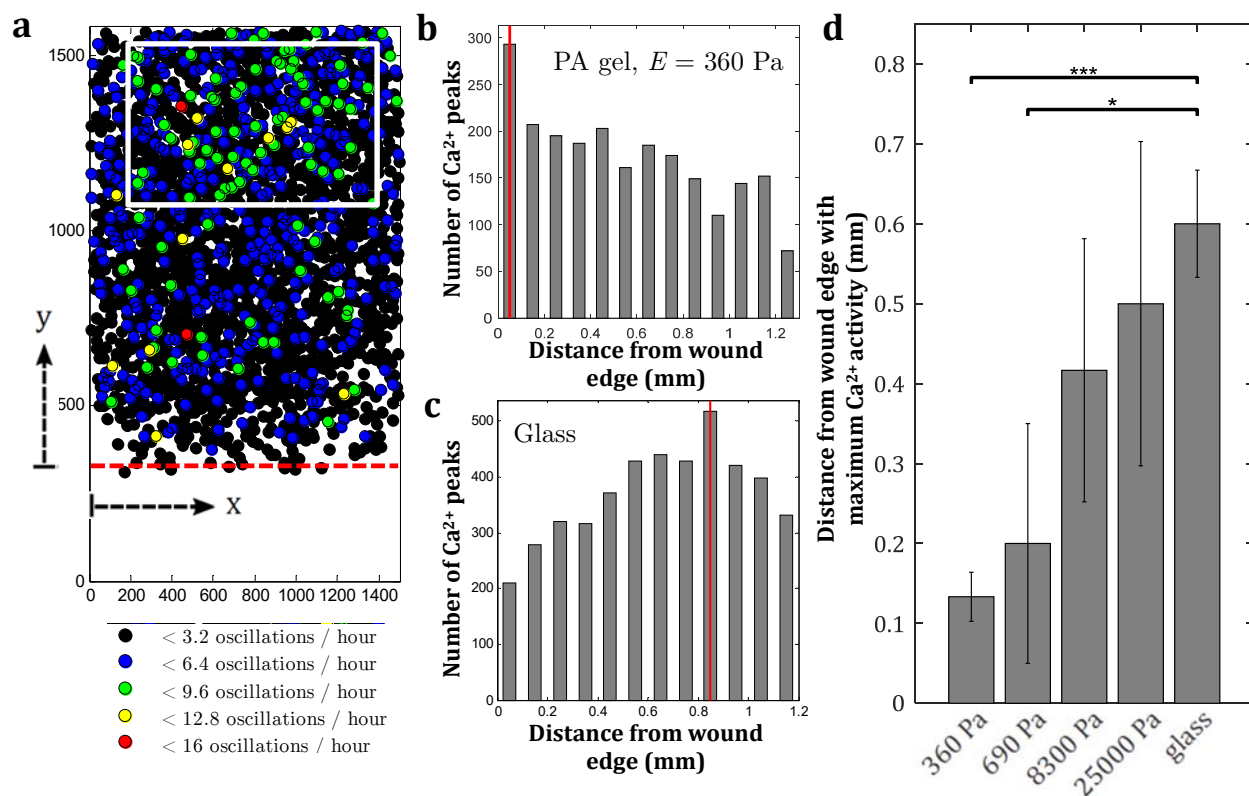 a
1500
1000
500
0
y
x
0 200 400 600 800 1000 1200 1400
< 3.2 oscillations / hour
< 6.4 oscillations / hour
< 9.6 oscillations / hour
< 12.8 oscillations / hour
< 16 oscillations / hour
b
PA gel, E = 360 Pa
Number of Ca²⁺ peaks
300
250
200
150
100
50
0
0 0.2 0.4 0.6 0.8 1 1.2
Distance from wound
edge (mm)
c
Glass
Number of Ca²⁺ peaks
500
400
300
200
100
0
0 0.2 0.4 0.6 0.8 1.0 1.2
Distance from wound
edge (mm)
d
***
*
Distance from wound edge with
maximum Ca²⁺ activity (mm)
0.8
0.7
0.6
0.5
0.4
0.3
0.2
0.1
0
360 Pa
690 Pa
8300 Pa
25000 Pa
glass